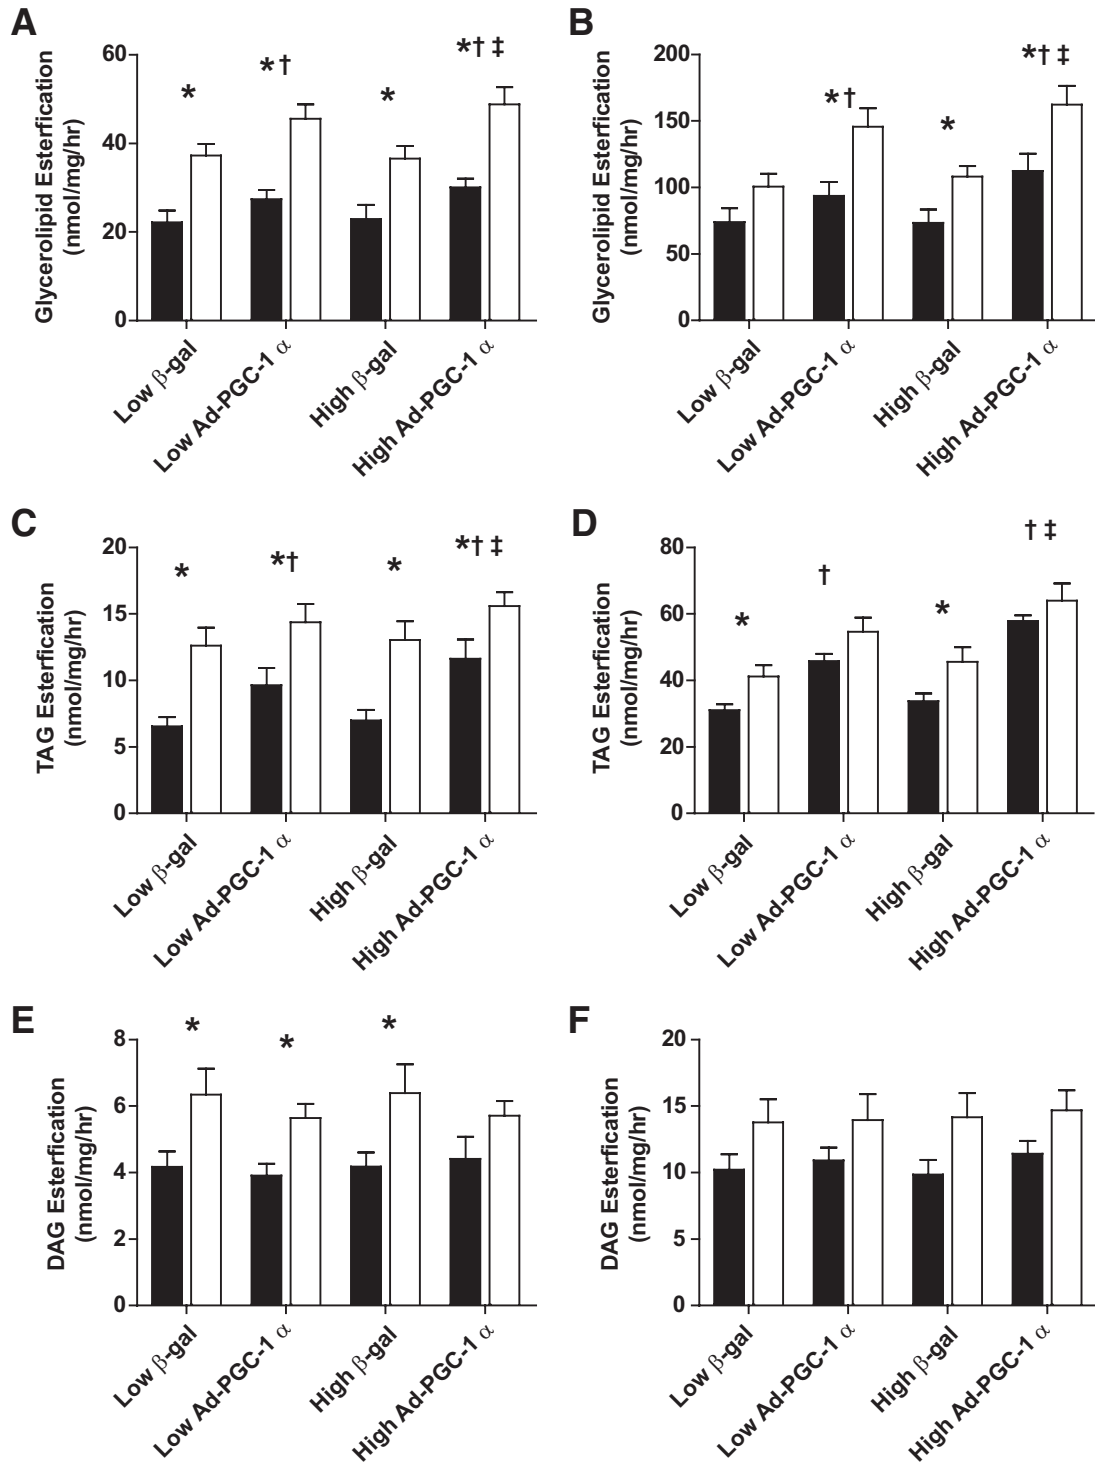 A
Glycerolipid Esterfication
(nmol/mg/hr)
60
40
20
0
*
*†
*
*† ‡
Low β-gal
Low Ad-PGC-1 α
High β-gal
High Ad-PGC-1 α
B
Glycerolipid Esterfication
(nmol/mg/hr)
200
150
100
50
0
*†
*
*† ‡
Low β-gal
Low Ad-PGC-1 α
High β-gal
High Ad-PGC-1 α
C
TAG Esterfication
(nmol/mg/hr)
20
15
10
5
0
*
*†
*
*† ‡
Low β-gal
Low Ad-PGC-1 α
High β-gal
High Ad-PGC-1 α
D
TAG Esterfication
(nmol/mg/hr)
80
60
40
20
0
*
†
*
† ‡
Low β-gal
Low Ad-PGC-1 α
High β-gal
High Ad-PGC-1 α
E
DAG Esterfication
(nmol/mg/hr)
8
6
4
2
0
*
*
*
Low β-gal
Low Ad-PGC-1 α
High β-gal
High Ad-PGC-1 α
F
DAG Esterfication
(nmol/mg/hr)
20
15
10
5
0
Low β-gal
Low Ad-PGC-1 α
High β-gal
High Ad-PGC-1 α